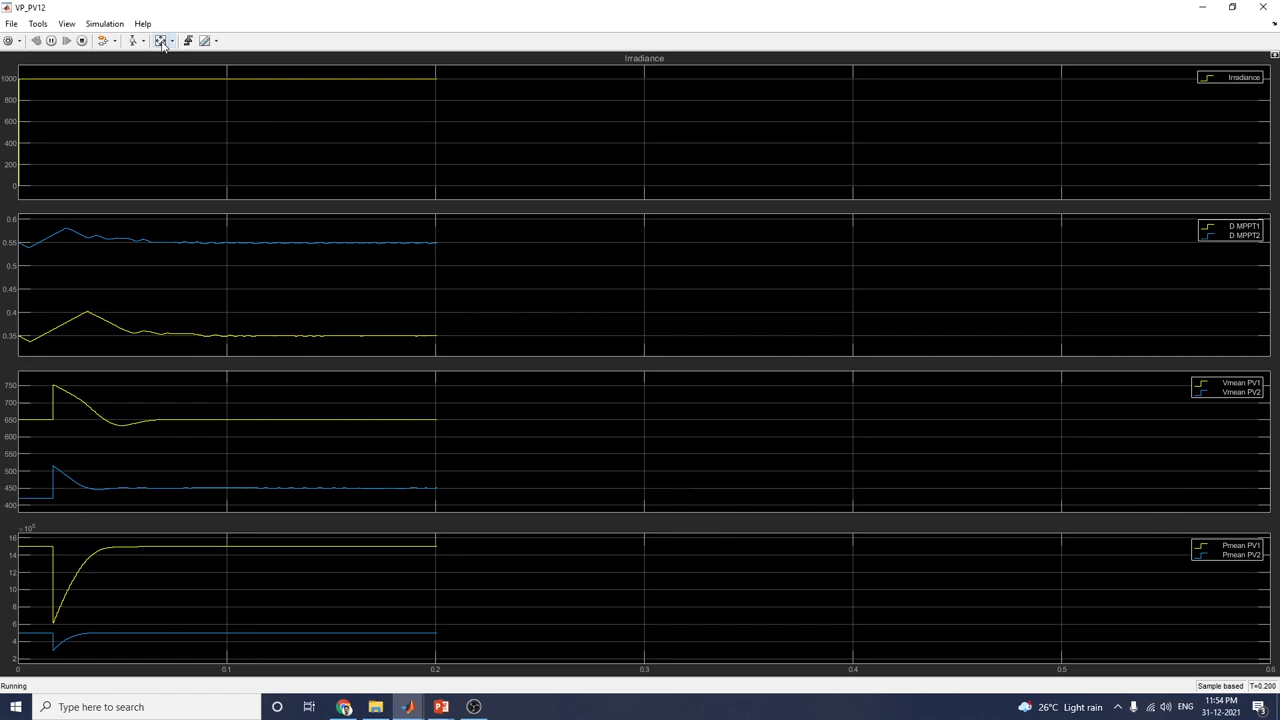 VP_PV12
File Tools View Simulation Help
Irradiance
1000
800
600
400
200
0
Irradiance
0.6
0.55
0.5
0.45
0.4
0.35
D MPPT1
D MPPT2
750
700
650
600
550
500
450
400
Vmean PV1
Vmean PV2
×10⁵
16
14
12
10
8
6
4
2
Pmean PV1
Pmean PV2
0 0.1 0.2 0.3 0.4 0.5 0.6
Running Sample based T=0.200
Type here to search
26°C Light rain ENG 11:54 PM
31-12-2021
3